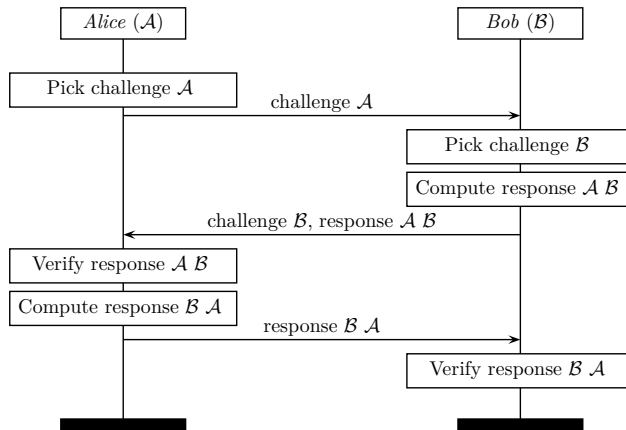 Alice (𝒜)
Bob (ℬ)
Pick challenge 𝒜
challenge 𝒜
Pick challenge ℬ
Compute response 𝒜 ℬ
challenge ℬ, response 𝒜 ℬ
Verify response 𝒜 ℬ
Compute response ℬ 𝒜
response ℬ 𝒜
Verify response ℬ 𝒜